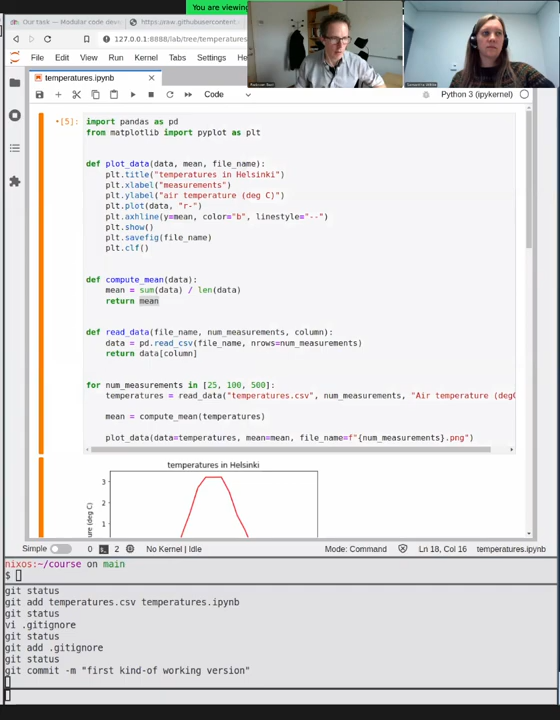 You are viewing
Our task — Modular code dev
https://raw.githubusercontent.
127.0.0.1:8888/lab/tree/temperatures
File Edit View Run Kernel Tabs Settings
temperatures.ipynb
Code
Python 3 (ipykernel)
[5]:
import pandas as pd
from matplotlib import pyplot as plt
def plot_data(data, mean, file_name):
plt.title("temperatures in Helsinki")
plt.xlabel("measurements")
plt.ylabel("air temperature (deg C)")
plt.plot(data, "r-")
plt.axhline(y=mean, color="b", linestyle="--")
plt.show()
plt.savefig(file_name)
plt.clf()
def compute_mean(data):
mean = sum(data) / len(data)
return mean
def read_data(file_name, num_measurements, column):
data = pd.read_csv(file_name, nrows=num_measurements)
return data[column]
for num_measurements in [25, 100, 500]:
temperatures = read_data("temperatures.csv", num_measurements, "Air temperature (degC
mean = compute_mean(temperatures)
plot_data(data=temperatures, mean=mean, file_name=f"{num_measurements}.png")
temperatures in Helsinki
3
2
1
ure (deg C)
Simple 0 2 No Kernel | Idle Mode: Command Ln 18, Col 16 temperatures.ipynb
nixos:~/course on main
$
git status
git add temperatures.csv temperatures.ipynb
git status
vi .gitignore
git status
git add .gitignore
git status
git commit -m "first kind-of working version"